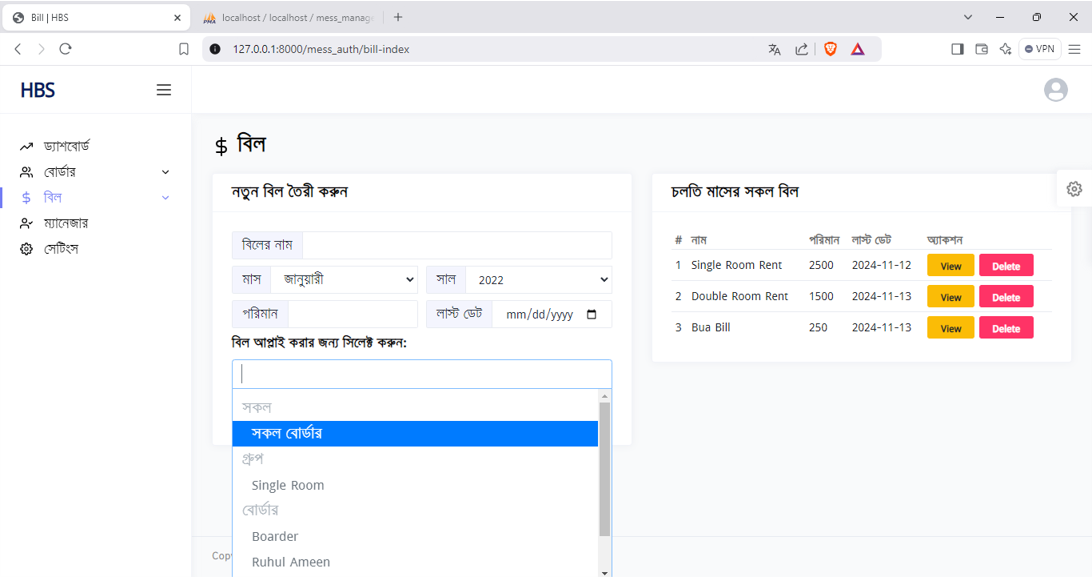 Bill | HBS
localhost / localhost / mess_manag
127.0.0.1:8000/mess_auth/bill-index
VPN
HBS
ড্যাশবোর্ড
বোর্ডার
বিল
ম্যানেজার
সেটিংস
$ বিল
নতুন বিল তৈরী করুন
বিলের নাম
মাস জানুয়ারী সাল 2022
পরিমান লাস্ট ডেট mm/dd/yyyy
বিল আপ্লাই করার জন্য সিলেক্ট করুন:
সকল
সকল বোর্ডার
গ্রুপ
Single Room
বোর্ডার
Boarder
Ruhul Ameen
চলতি মাসের সকল বিল
# নাম পরিমান লাস্ট ডেট অ্যাকশন
1 Single Room Rent 2500 2024-11-12 View Delete
2 Double Room Rent 1500 2024-11-13 View Delete
3 Bua Bill 250 2024-11-13 View Delete